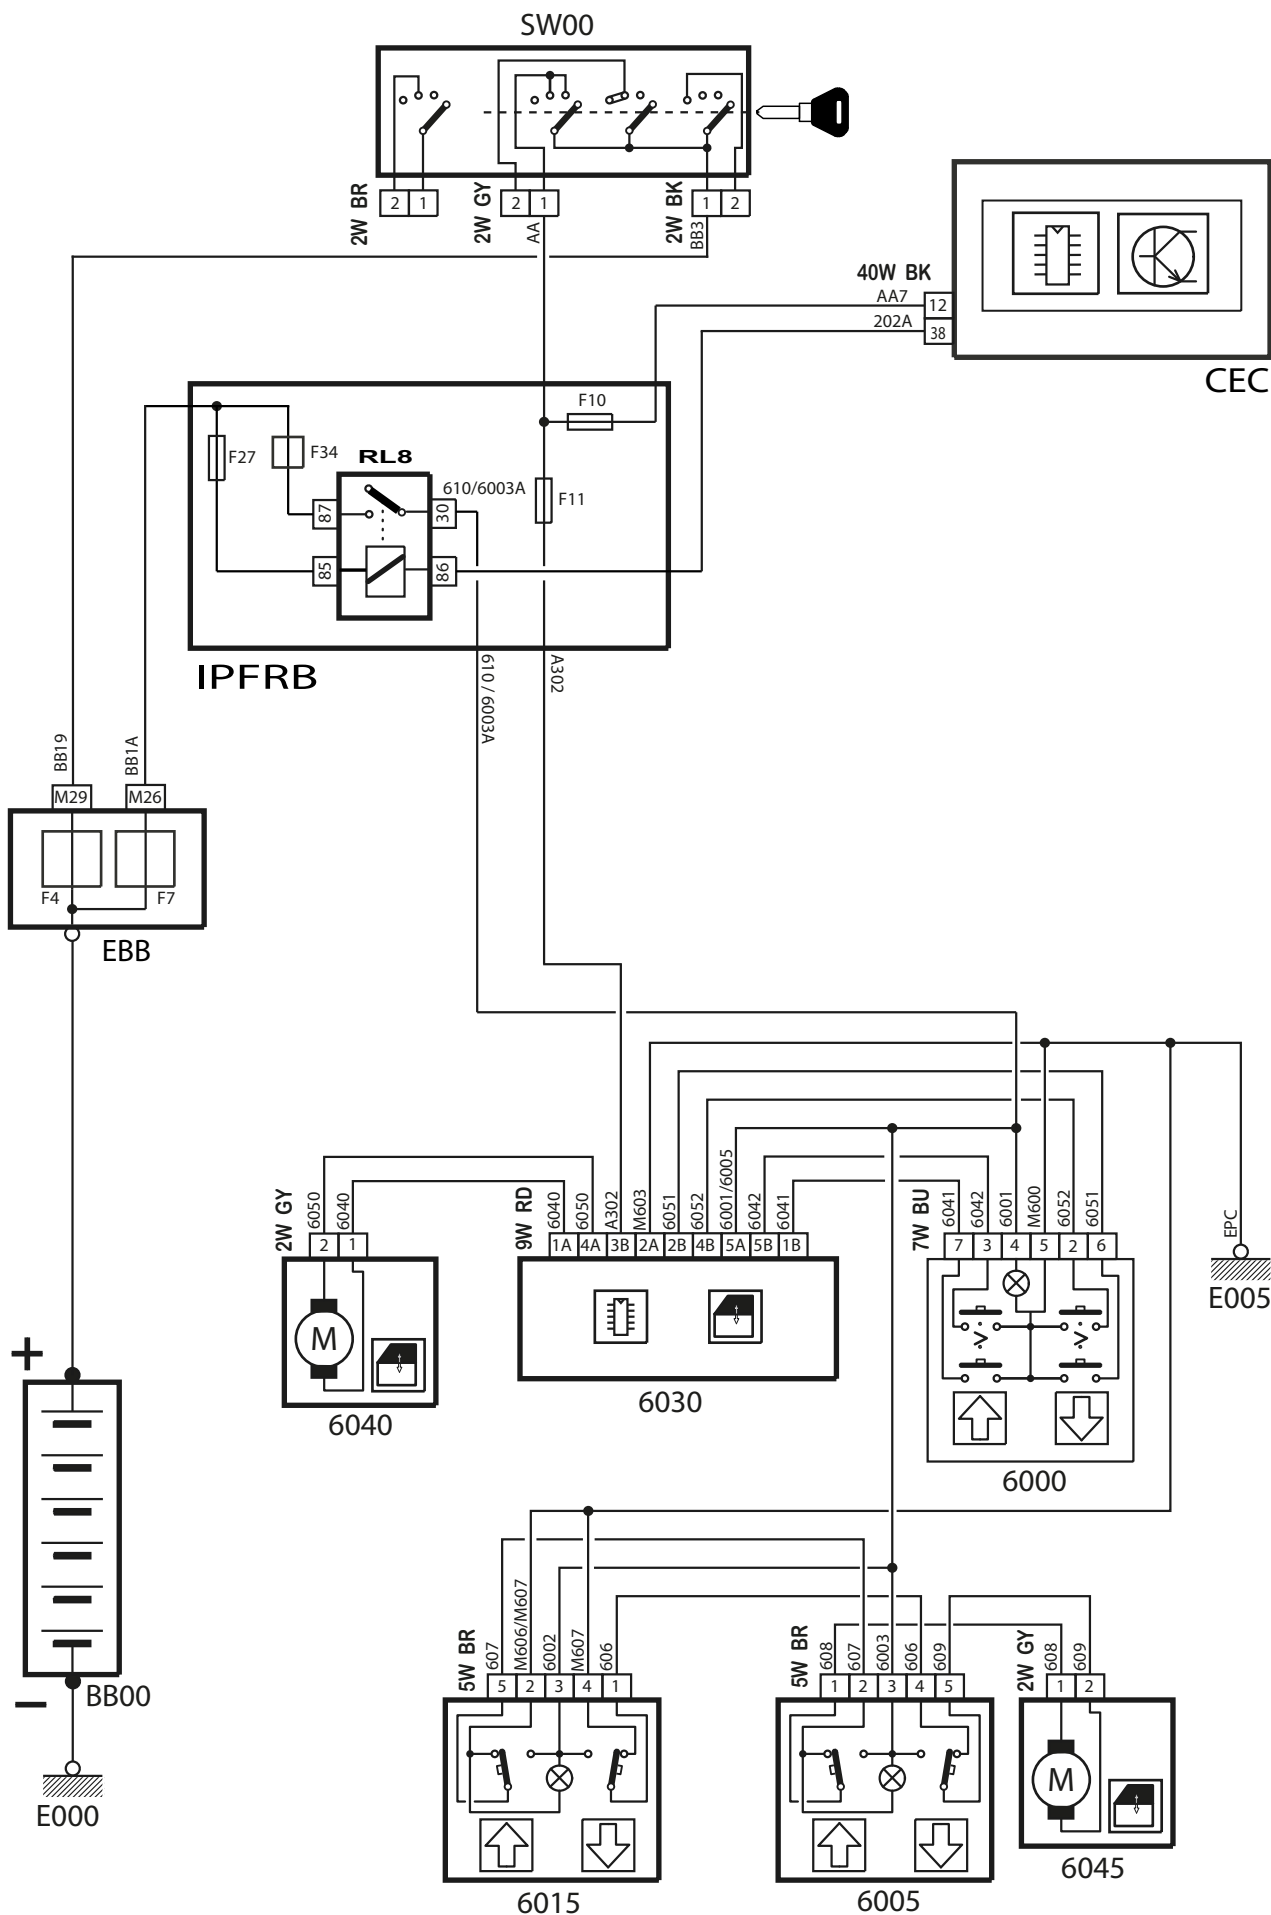 SW00
2W BR
2 1
2W GY
2 1
2W BK
1 2
AA
BB3
40W BK
AA7
12
202A
38
CEC
F10
F27
F34
RL8
610/6003A
F11
87
30
85
86
IPFRB
610 / 6003A
A302
BB19
BB1A
M29
M26
F4
F7
EBB
+
BB00
−
E000
2W GY
6050 6040
2 1
M
6040
9W RD
6040 6050 A302 M603 6051 6052 6001/6005 6042 6041
1A 4A 3B 2A 2B 4B 5A 5B 1B
6030
7W BU
6041 6042 6001 M600 6052 6051
7 3 4 5 2 6
6000
EPC
E005
5W BR
607 M606/M607 6002 M607 606
5 2 3 4 1
6015
5W BR
608 607 6003 606 609
1 2 3 4 5
6005
2W GY
608 609
1 2
M
6045